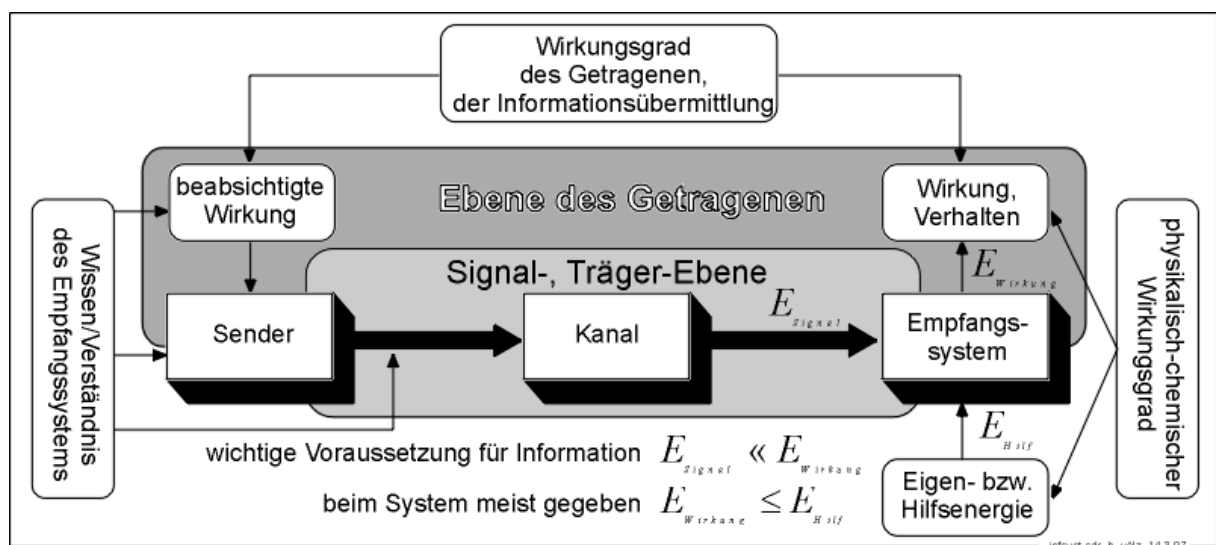 Wirkungsgrad
des Getragenen,
der Informationsübermittlung
beabsichtigte
Wirkung
Ebene des Getragenen
Wirkung,
Verhalten
Wissen/Verständnis
des Empfangssystems
physikalisch-chemischer
Wirkungsgrad
Signal-, Träger-Ebene
E Wirkung
E Signal
Sender
Kanal
Empfangs-
system
E Hilf
wichtige Voraussetzung für Information E Signal « E Wirkung
beim System meist gegeben E Wirkung ≤ E Hilf
Eigen- bzw.
Hilfsenergie